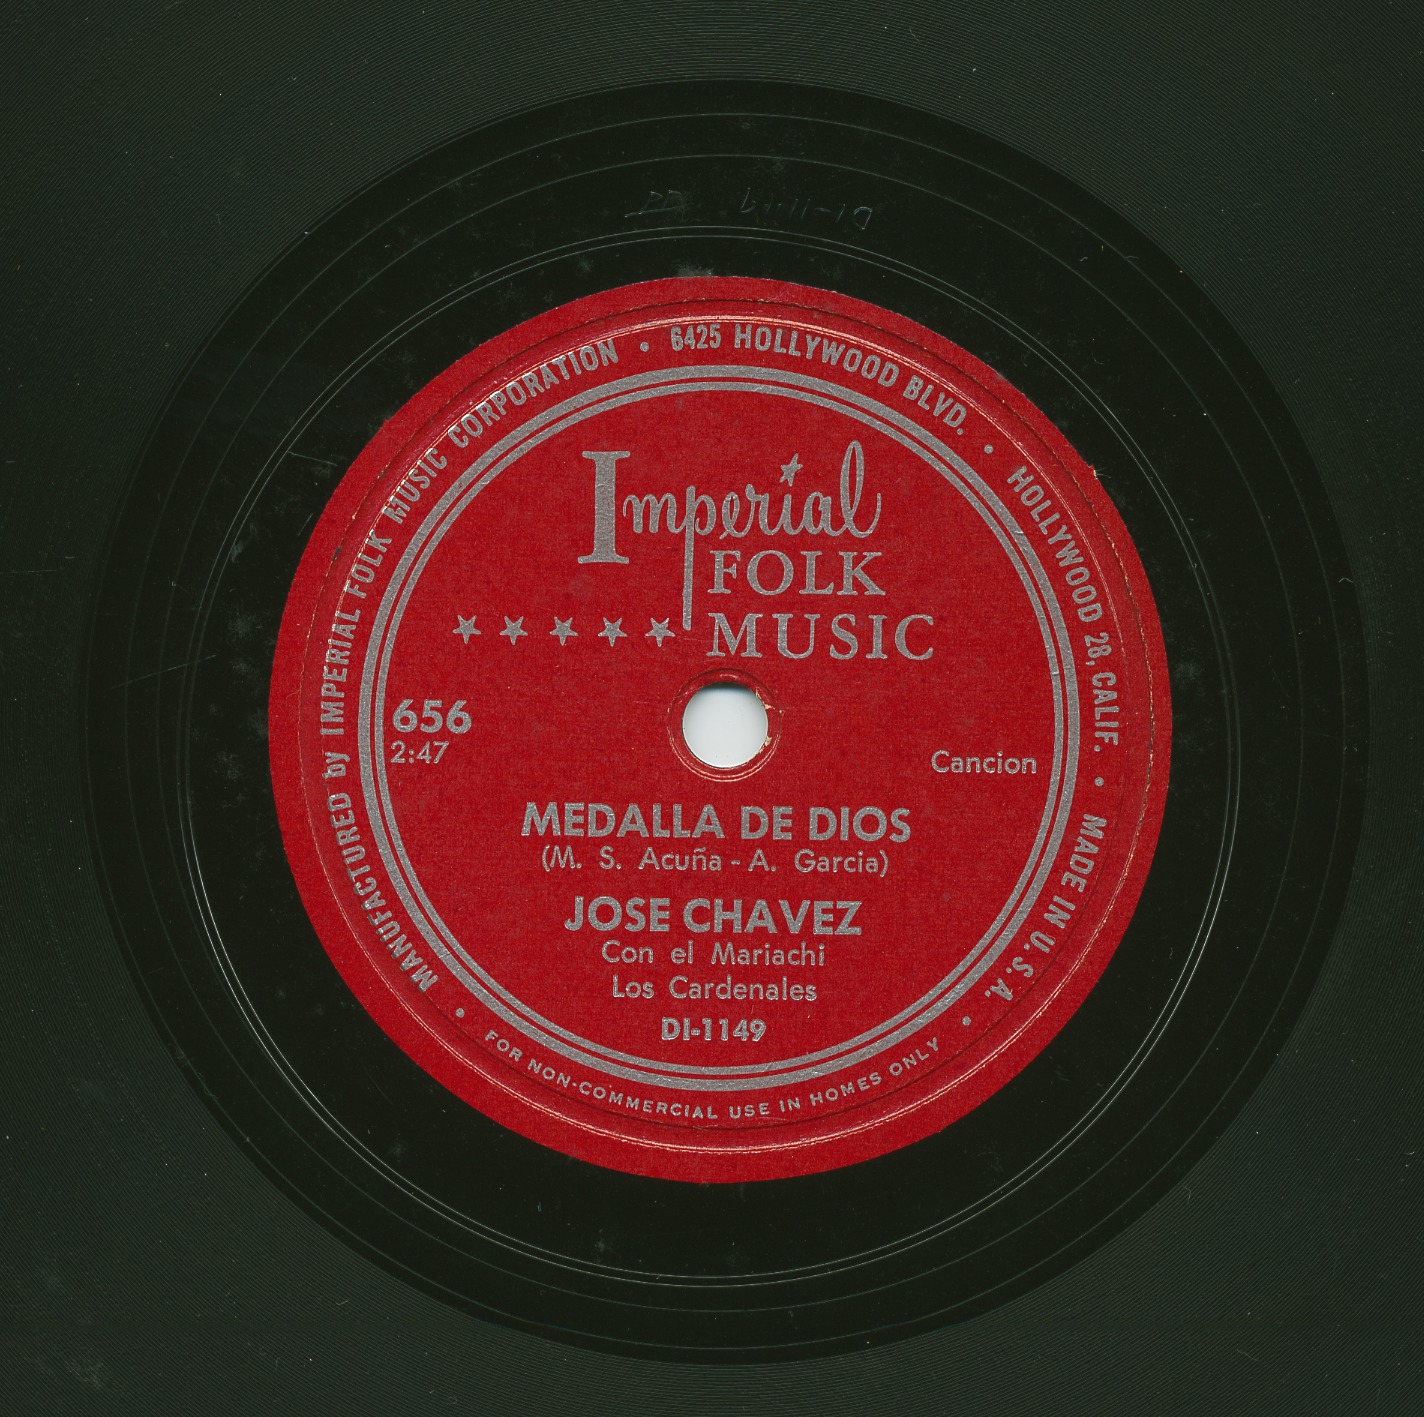 MANUFACTURED by IMPERIAL FOLK MUSIC CORPORATION • 6425 HOLLYWOOD BLVD. • HOLLYWOOD 28, CALIF. • MADE IN U.S.A. •
Imperial
FOLK
MUSIC
656
2:47
Cancion
MEDALLA DE DIOS
(M. S. Acuña - A. Garcia)
JOSE CHAVEZ
Con el Mariachi
Los Cardenales
DI-1149
FOR NON-COMMERCIAL USE IN HOMES ONLY